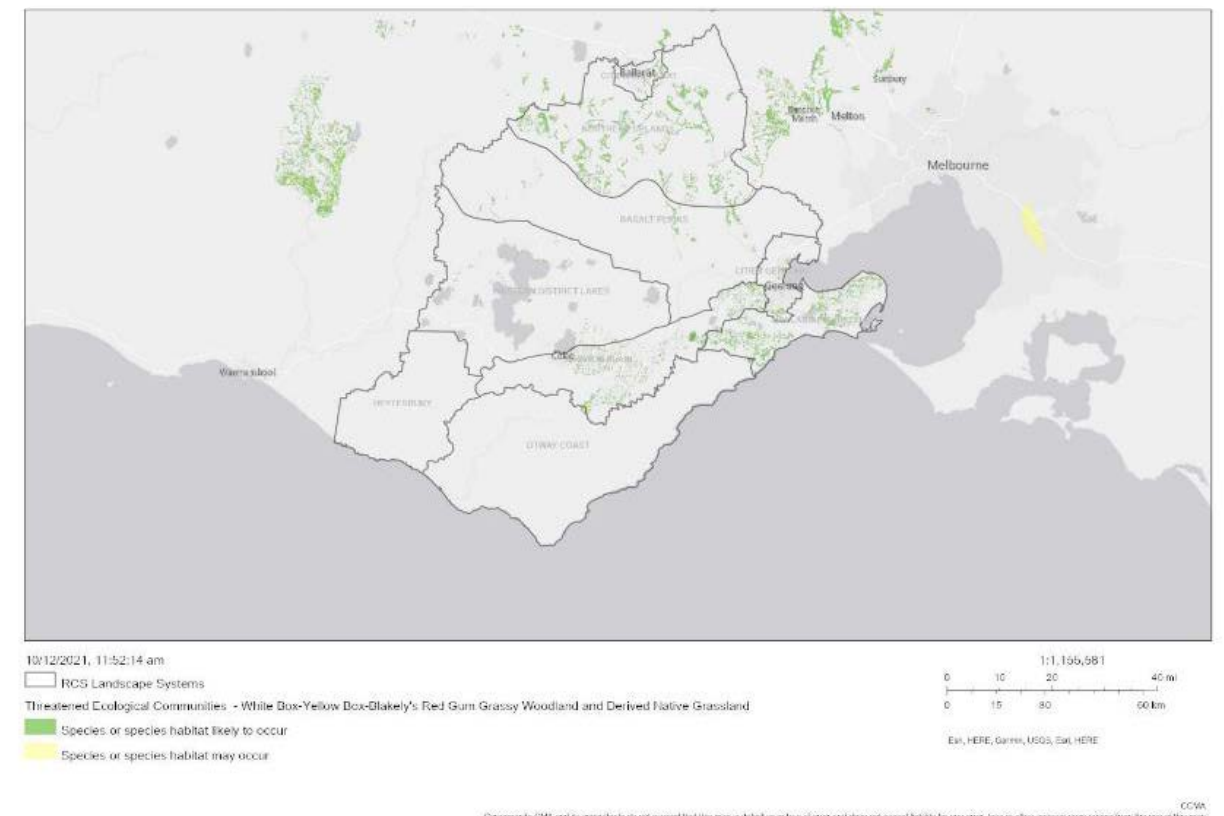 Ballarat
Sunbury
Melton
Melbourne
BASALT PLAINS
Geelong
DISTRICT LAKES
Colac
Warrnambool
HEYTESBURY
OTWAY COAST
10/12/2021, 11:52:14 am
1:1,155,581
RCS Landscape Systems
0 10 20 40 mi
Threatened Ecological Communities - White Box-Yellow Box-Blakely's Red Gum Grassy Woodland and Derived Native Grassland
0 15 30 60 km
Species or species habitat likely to occur
Esri, HERE, Garmin, USGS, Esri, HERE
Species or species habitat may occur
CCMA